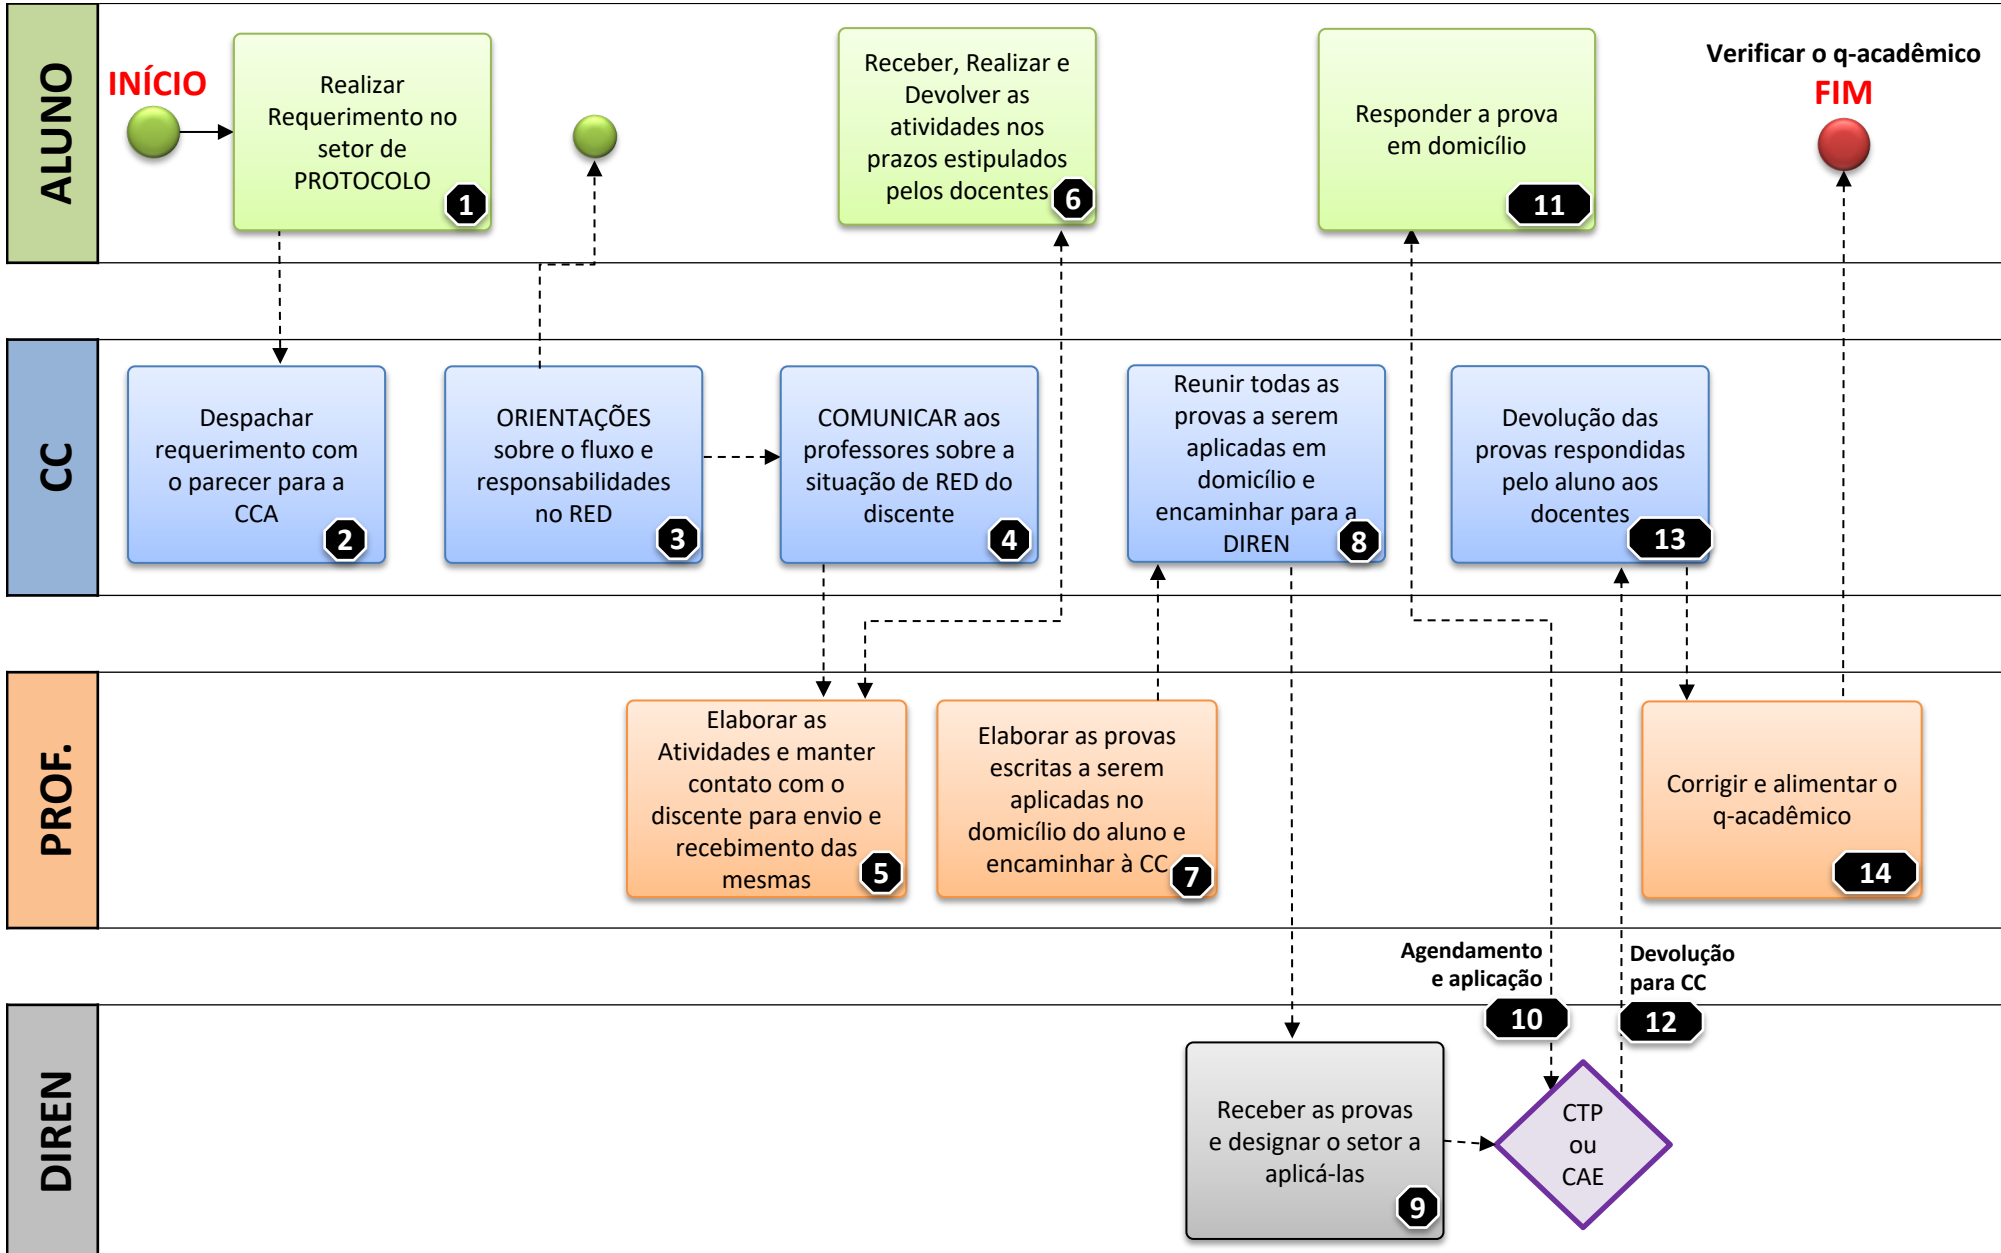 ALUNO
INÍCIO
Realizar
Requerimento no
setor de
PROTOCOLO
1
Receber, Realizar e
Devolver as
atividades nos
prazos estipulados
pelos docentes
6
Responder a prova
em domicílio
11
Verificar o q-acadêmico
FIM
CC
Despachar
requerimento com
o parecer para a
CCA
2
ORIENTAÇÕES
sobre o fluxo e
responsabilidades
no RED
3
COMUNICAR aos
professores sobre a
situação de RED do
discente
4
Reunir todas as
provas a serem
aplicadas em
domicílio e
encaminhar para a
DIREN
8
Devolução das
provas respondidas
pelo aluno aos
docentes
13
PROF.
Elaborar as
Atividades e manter
contato com o
discente para envio e
recebimento das
mesmas
5
Elaborar as provas
escritas a serem
aplicadas no
domicílio do aluno e
encaminhar à CC
7
Corrigir e alimentar o
q-acadêmico
14
Agendamento
e aplicação
10
Devolução
para CC
12
DIREN
Receber as provas
e designar o setor a
aplicá-las
9
CTP
ou
CAE